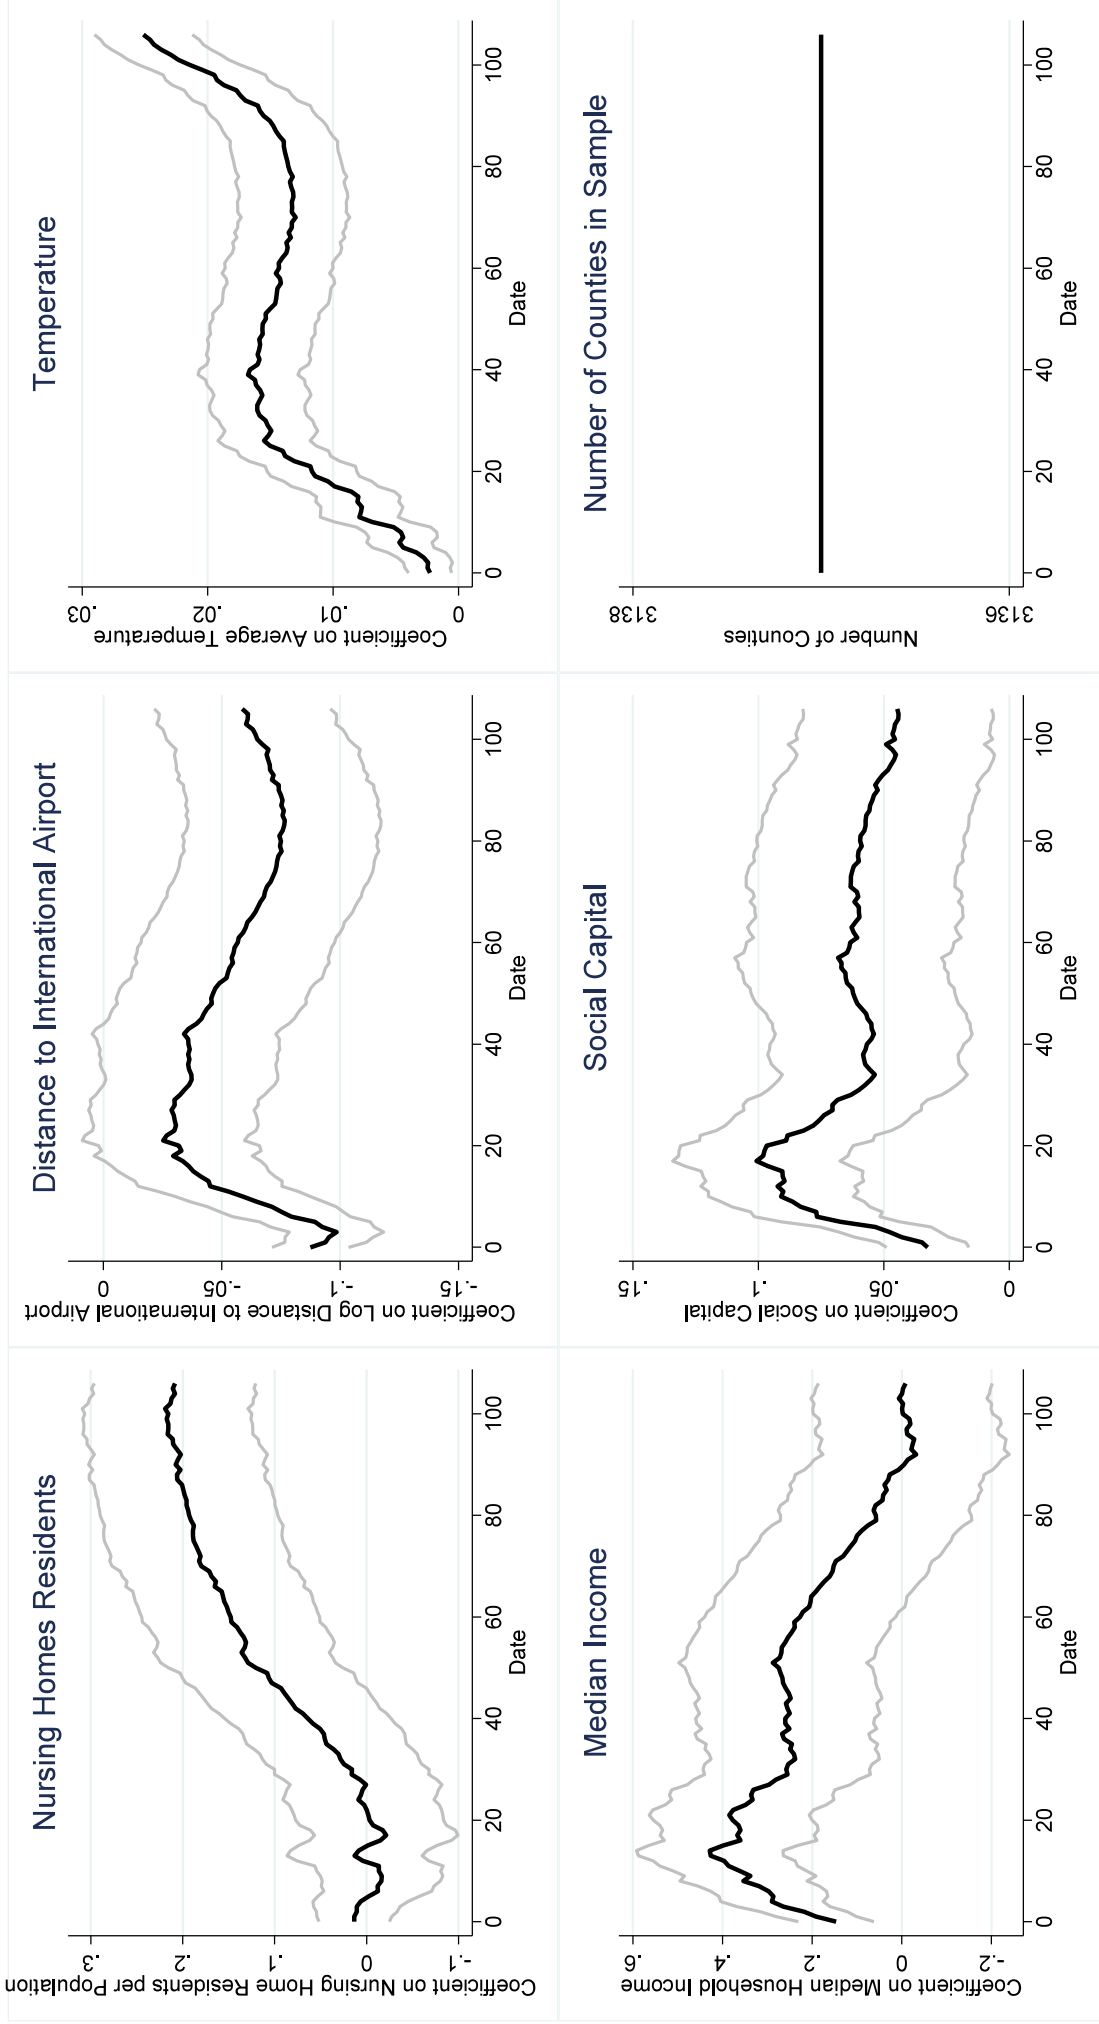 Nursing Homes Residents
Coefficient on Nursing Home Residents per Population
-.1 0 .1 .2 .3
0 20 40 60 80 100
Date
Distance to International Airport
Coefficient on Log Distance to International Airport
-.15 -.1 -.05 0
0 20 40 60 80 100
Date
Temperature
Coefficient on Average Temperature
0 .01 .02 .03
0 20 40 60 80 100
Date
Median Income
Coefficient on Median Household Income
-.2 0 .2 .4 .6
0 20 40 60 80 100
Date
Social Capital
Coefficient on Social Capital
0 .05 .1 .15
0 20 40 60 80 100
Date
Number of Counties in Sample
Number of Counties
3136 3138
0 20 40 60 80 100
Date